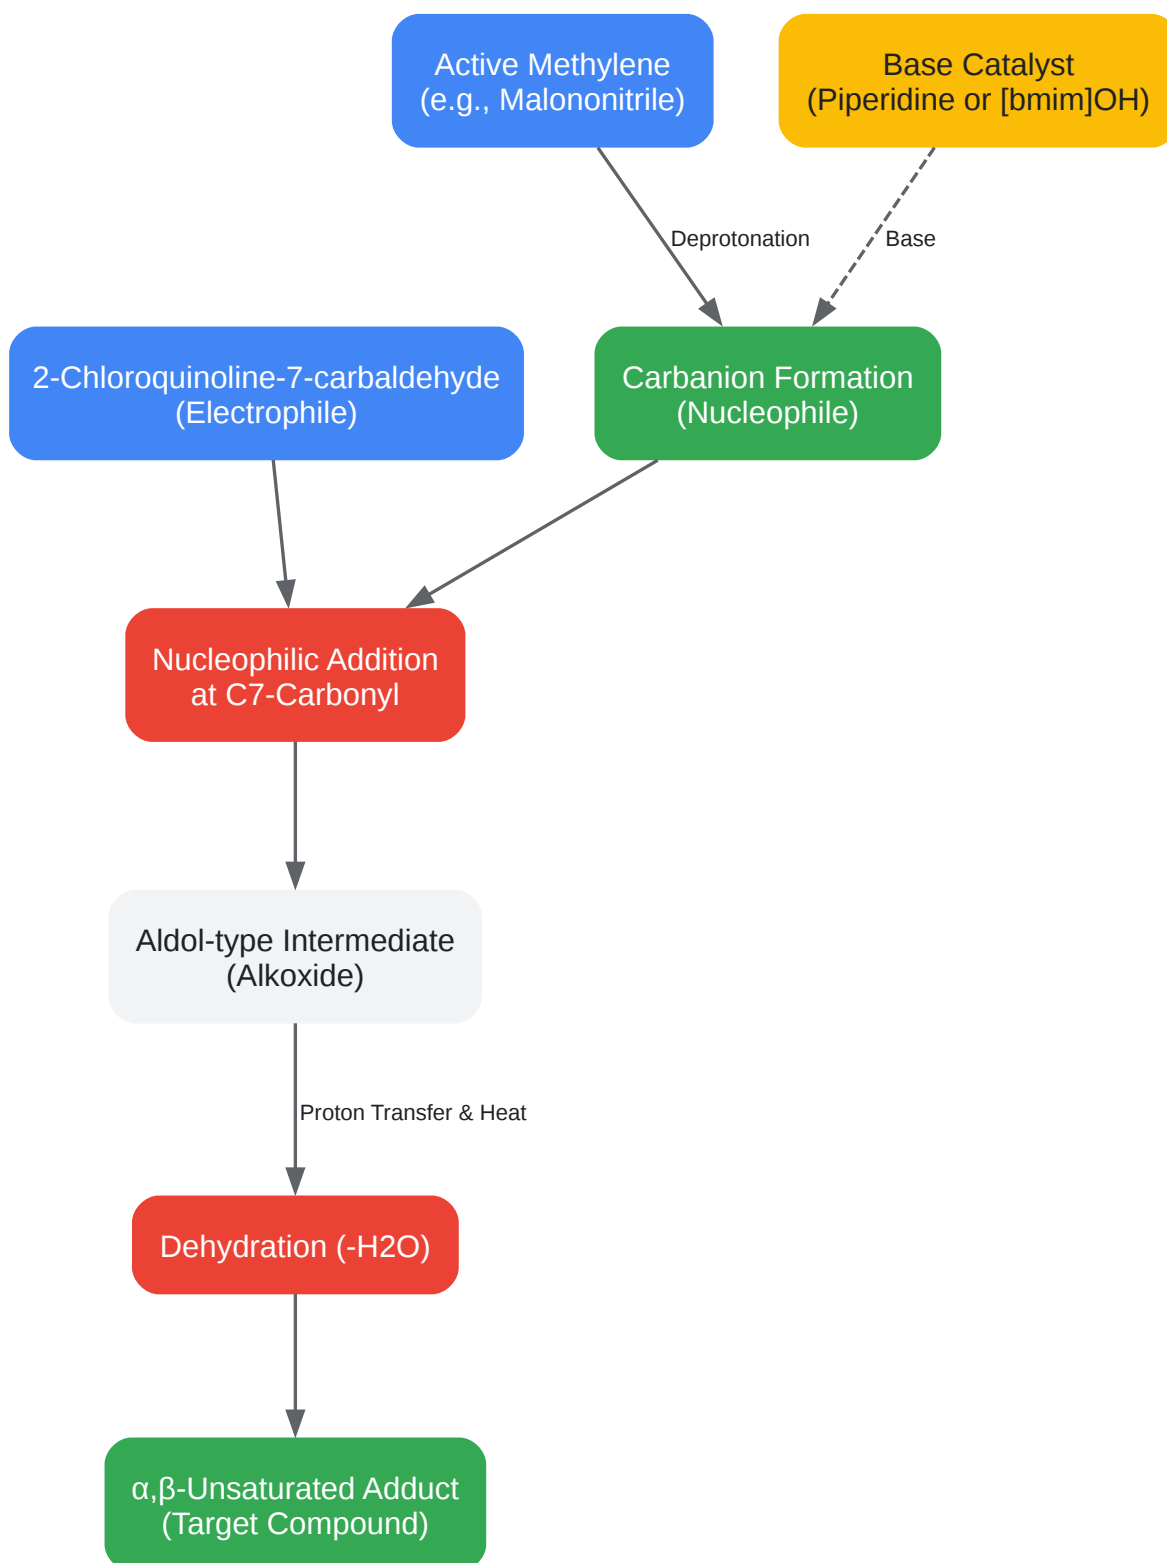 Active Methylene
(e.g., Malononitrile)
Base Catalyst
(Piperidine or [bmim]OH)
Deprotonation
Base
2-Chloroquinoline-7-carbaldehyde
(Electrophile)
Carbanion Formation
(Nucleophile)
Nucleophilic Addition
at C7-Carbonyl
Aldol-type Intermediate
(Alkoxide)
Proton Transfer & Heat
Dehydration (-H2O)
α,β-Unsaturated Adduct
(Target Compound)